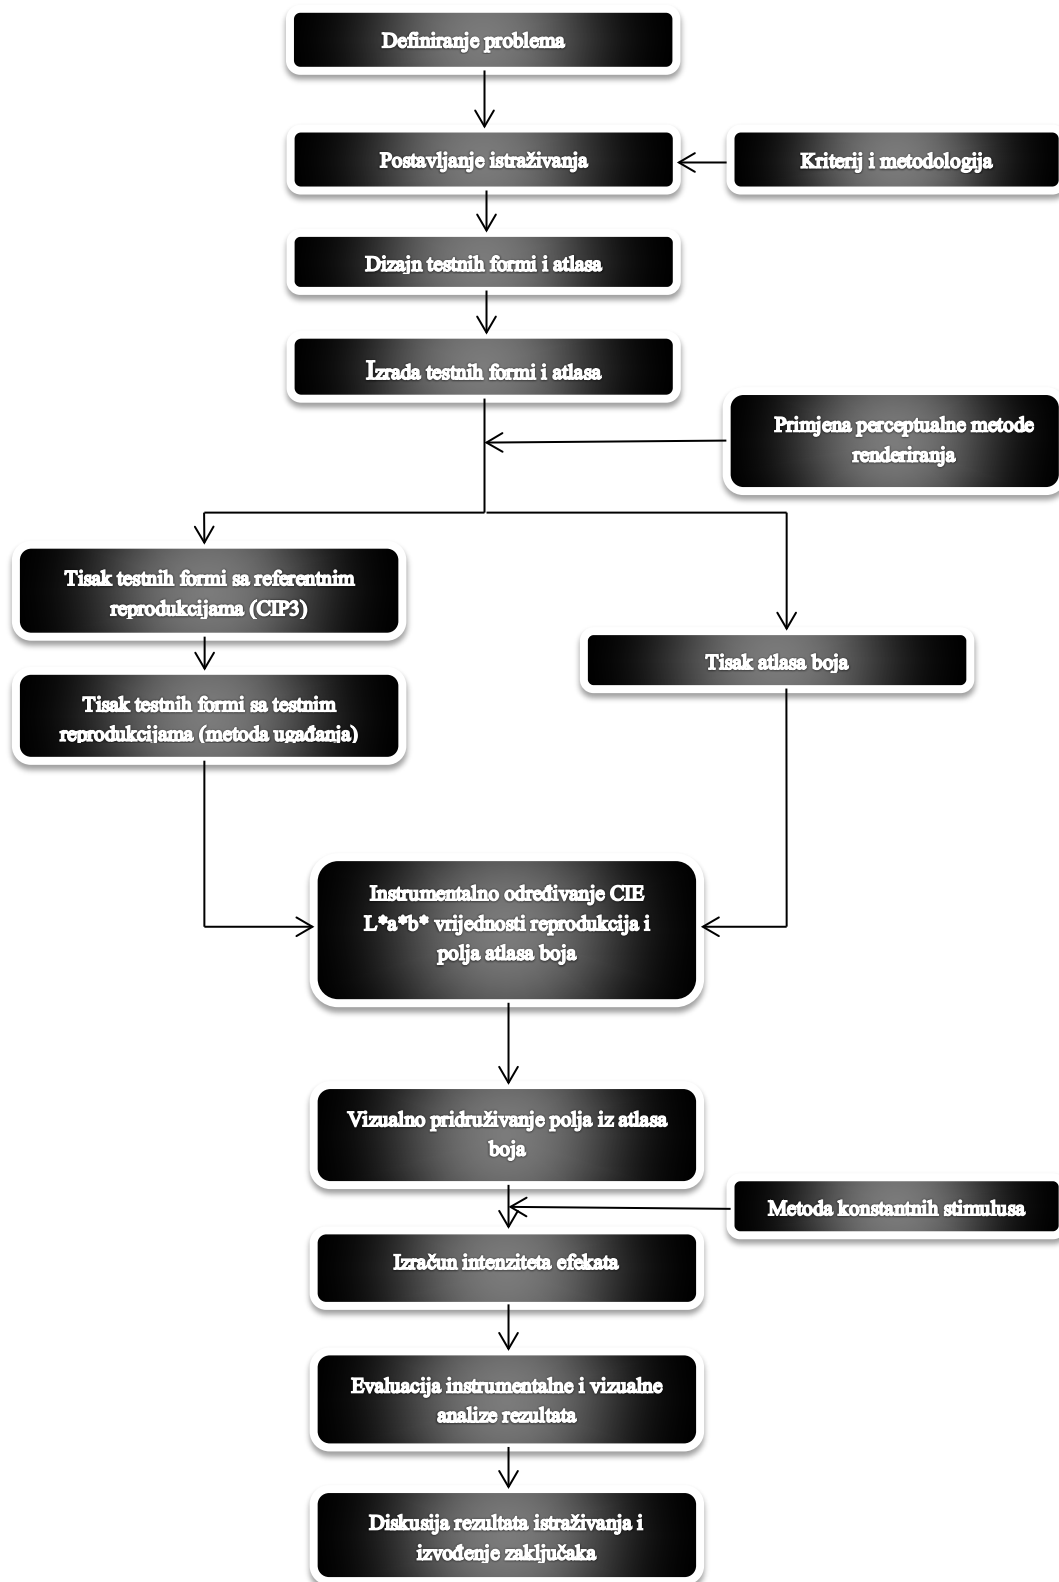 Definiranje problema
Postavljanje istraživanja
Kriterij i metodologija
Dizajn testnih formi i atlasa
Izrada testnih formi i atlasa
Primjena perceptualne metode
renderiranja
Tisak testnih formi sa referentnim
reprodukcijama (CIP3)
Tisak atlasa boja
Tisak testnih formi sa testnim
reprodukcijama (metoda ugađanja)
Instrumentalno određivanje CIE
L*a*b* vrijednosti reprodukcija i
polja atlasa boja
Vizualno pridruživanje polja iz atlasa
boja
Metoda konstantnih stimulusa
Izračun intenziteta efekata
Evaluacija instrumentalne i vizualne
analize rezultata
Diskusija rezultata istraživanja i
izvođenje zaključaka